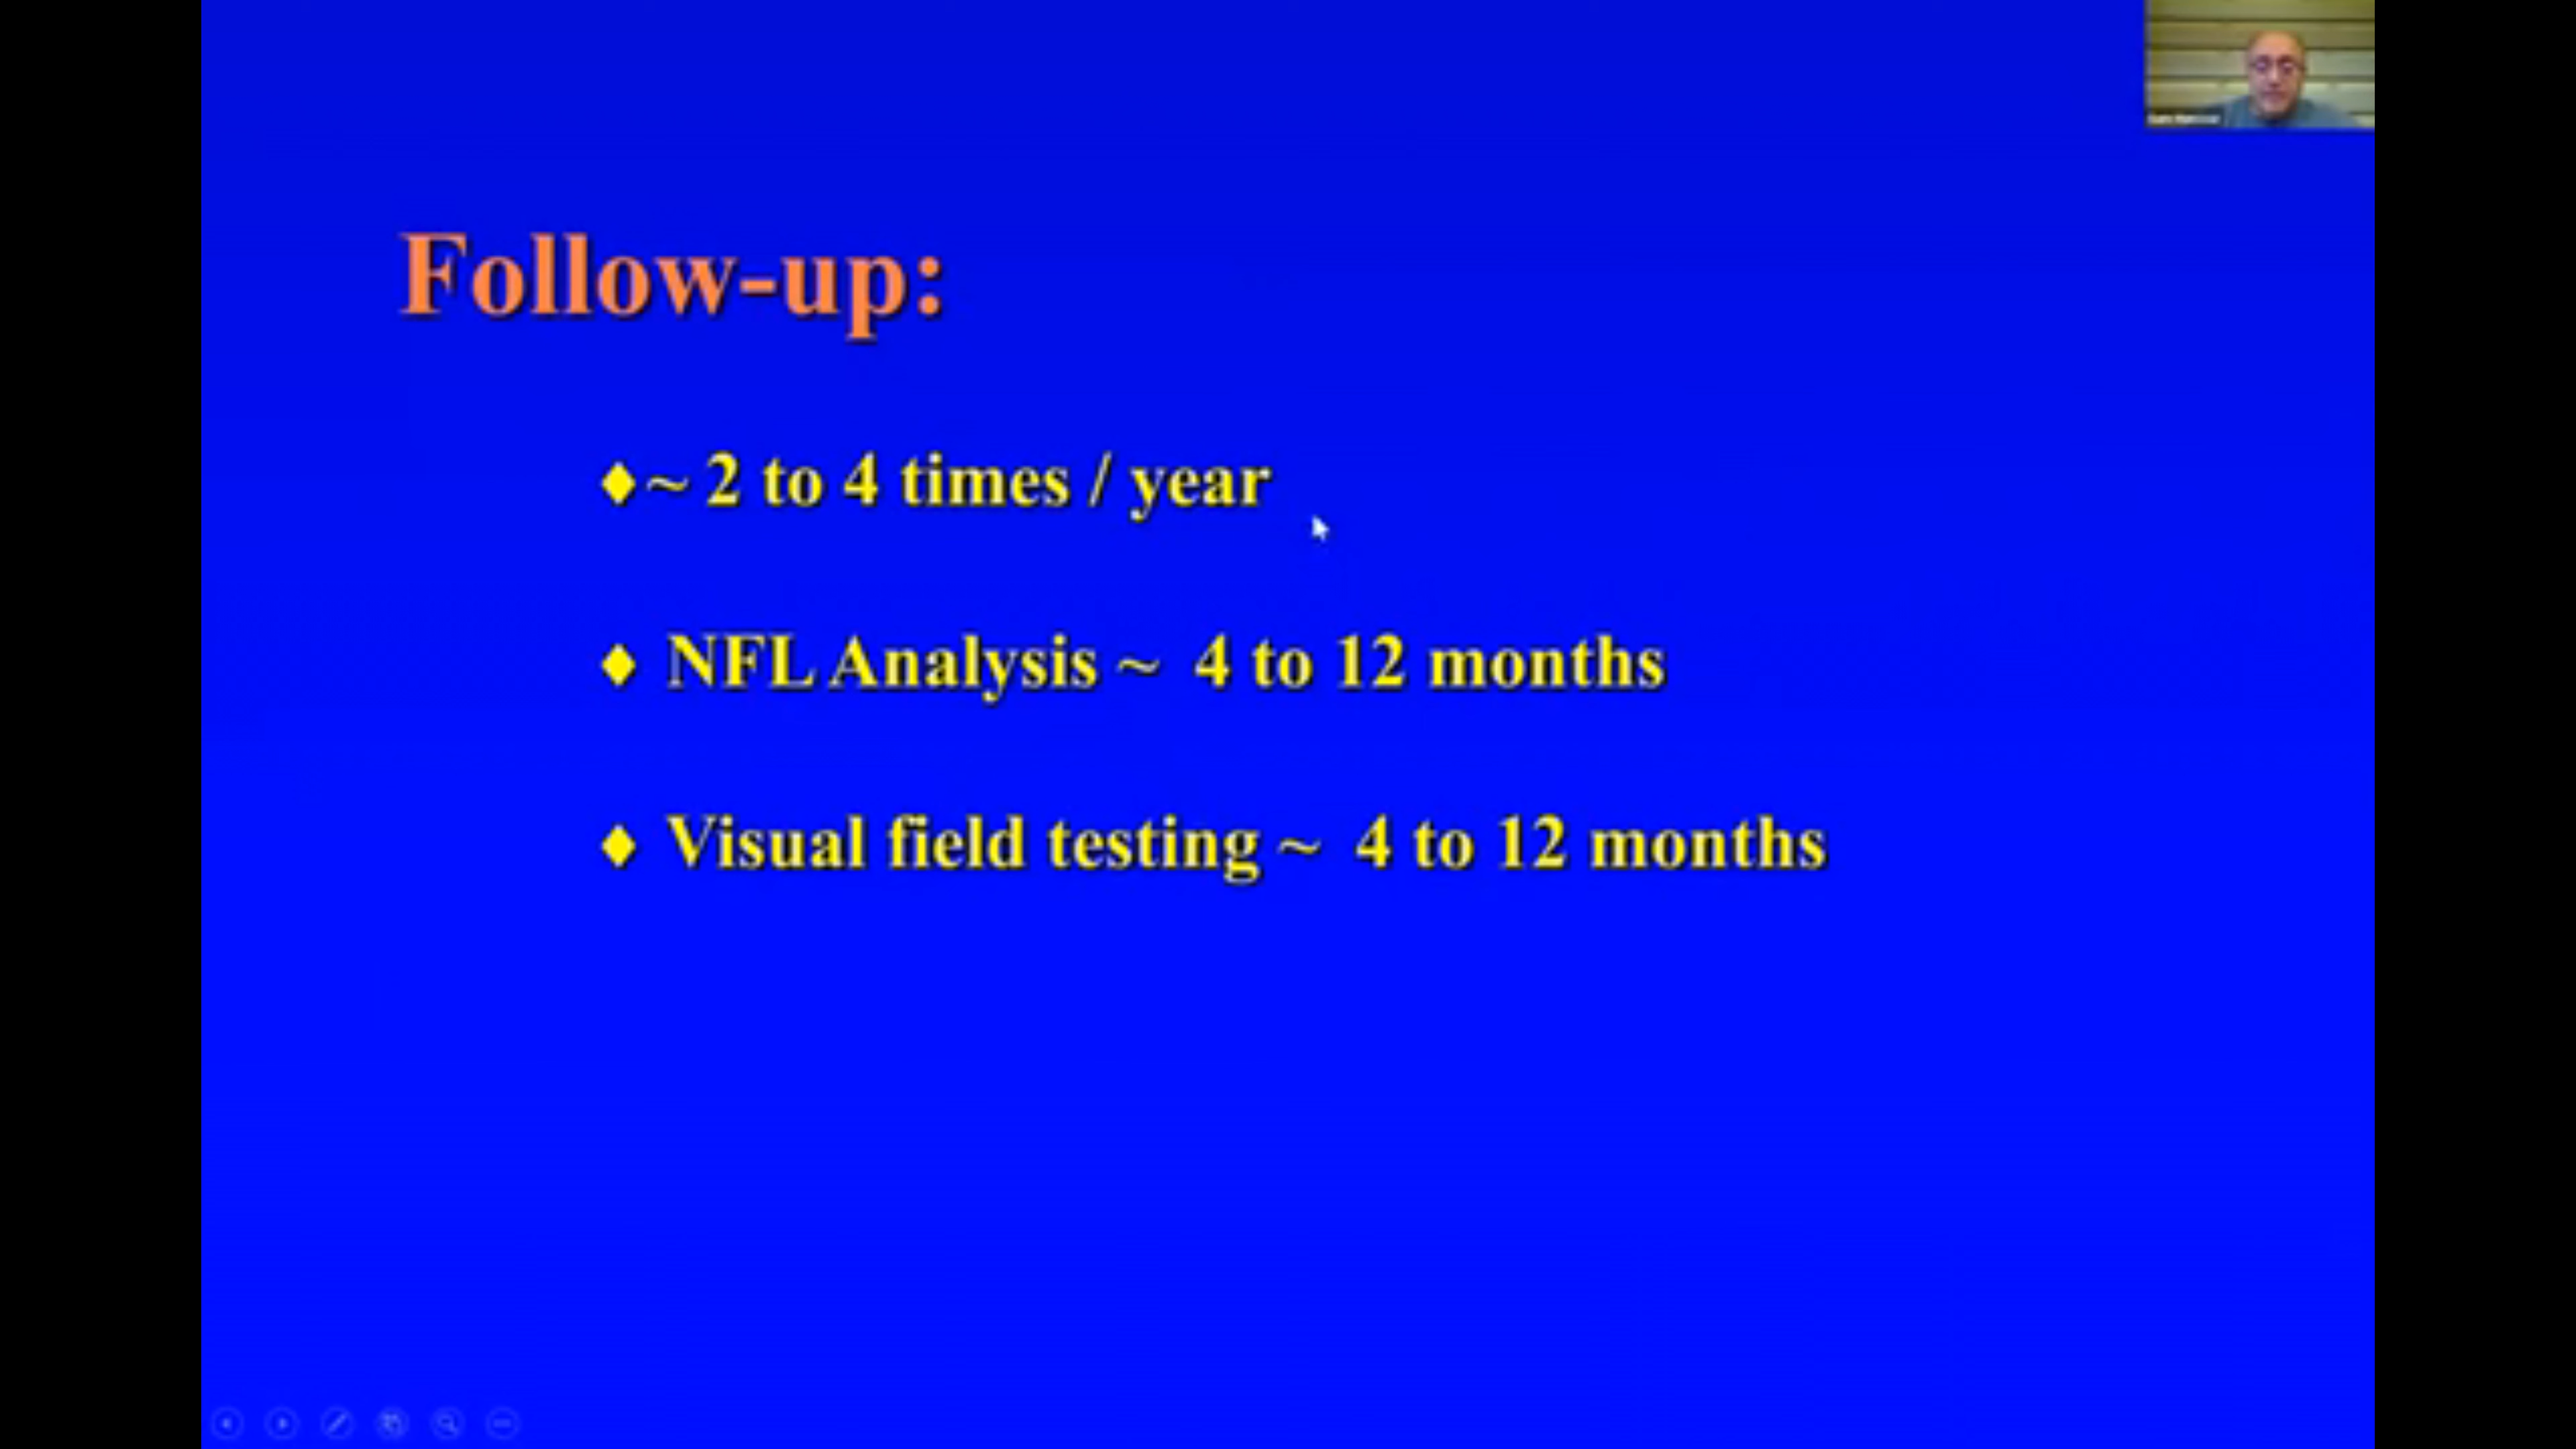 Follow-up:
~ 2 to 4 times / year
NFL Analysis ~ 4 to 12 months
Visual field testing ~ 4 to 12 months